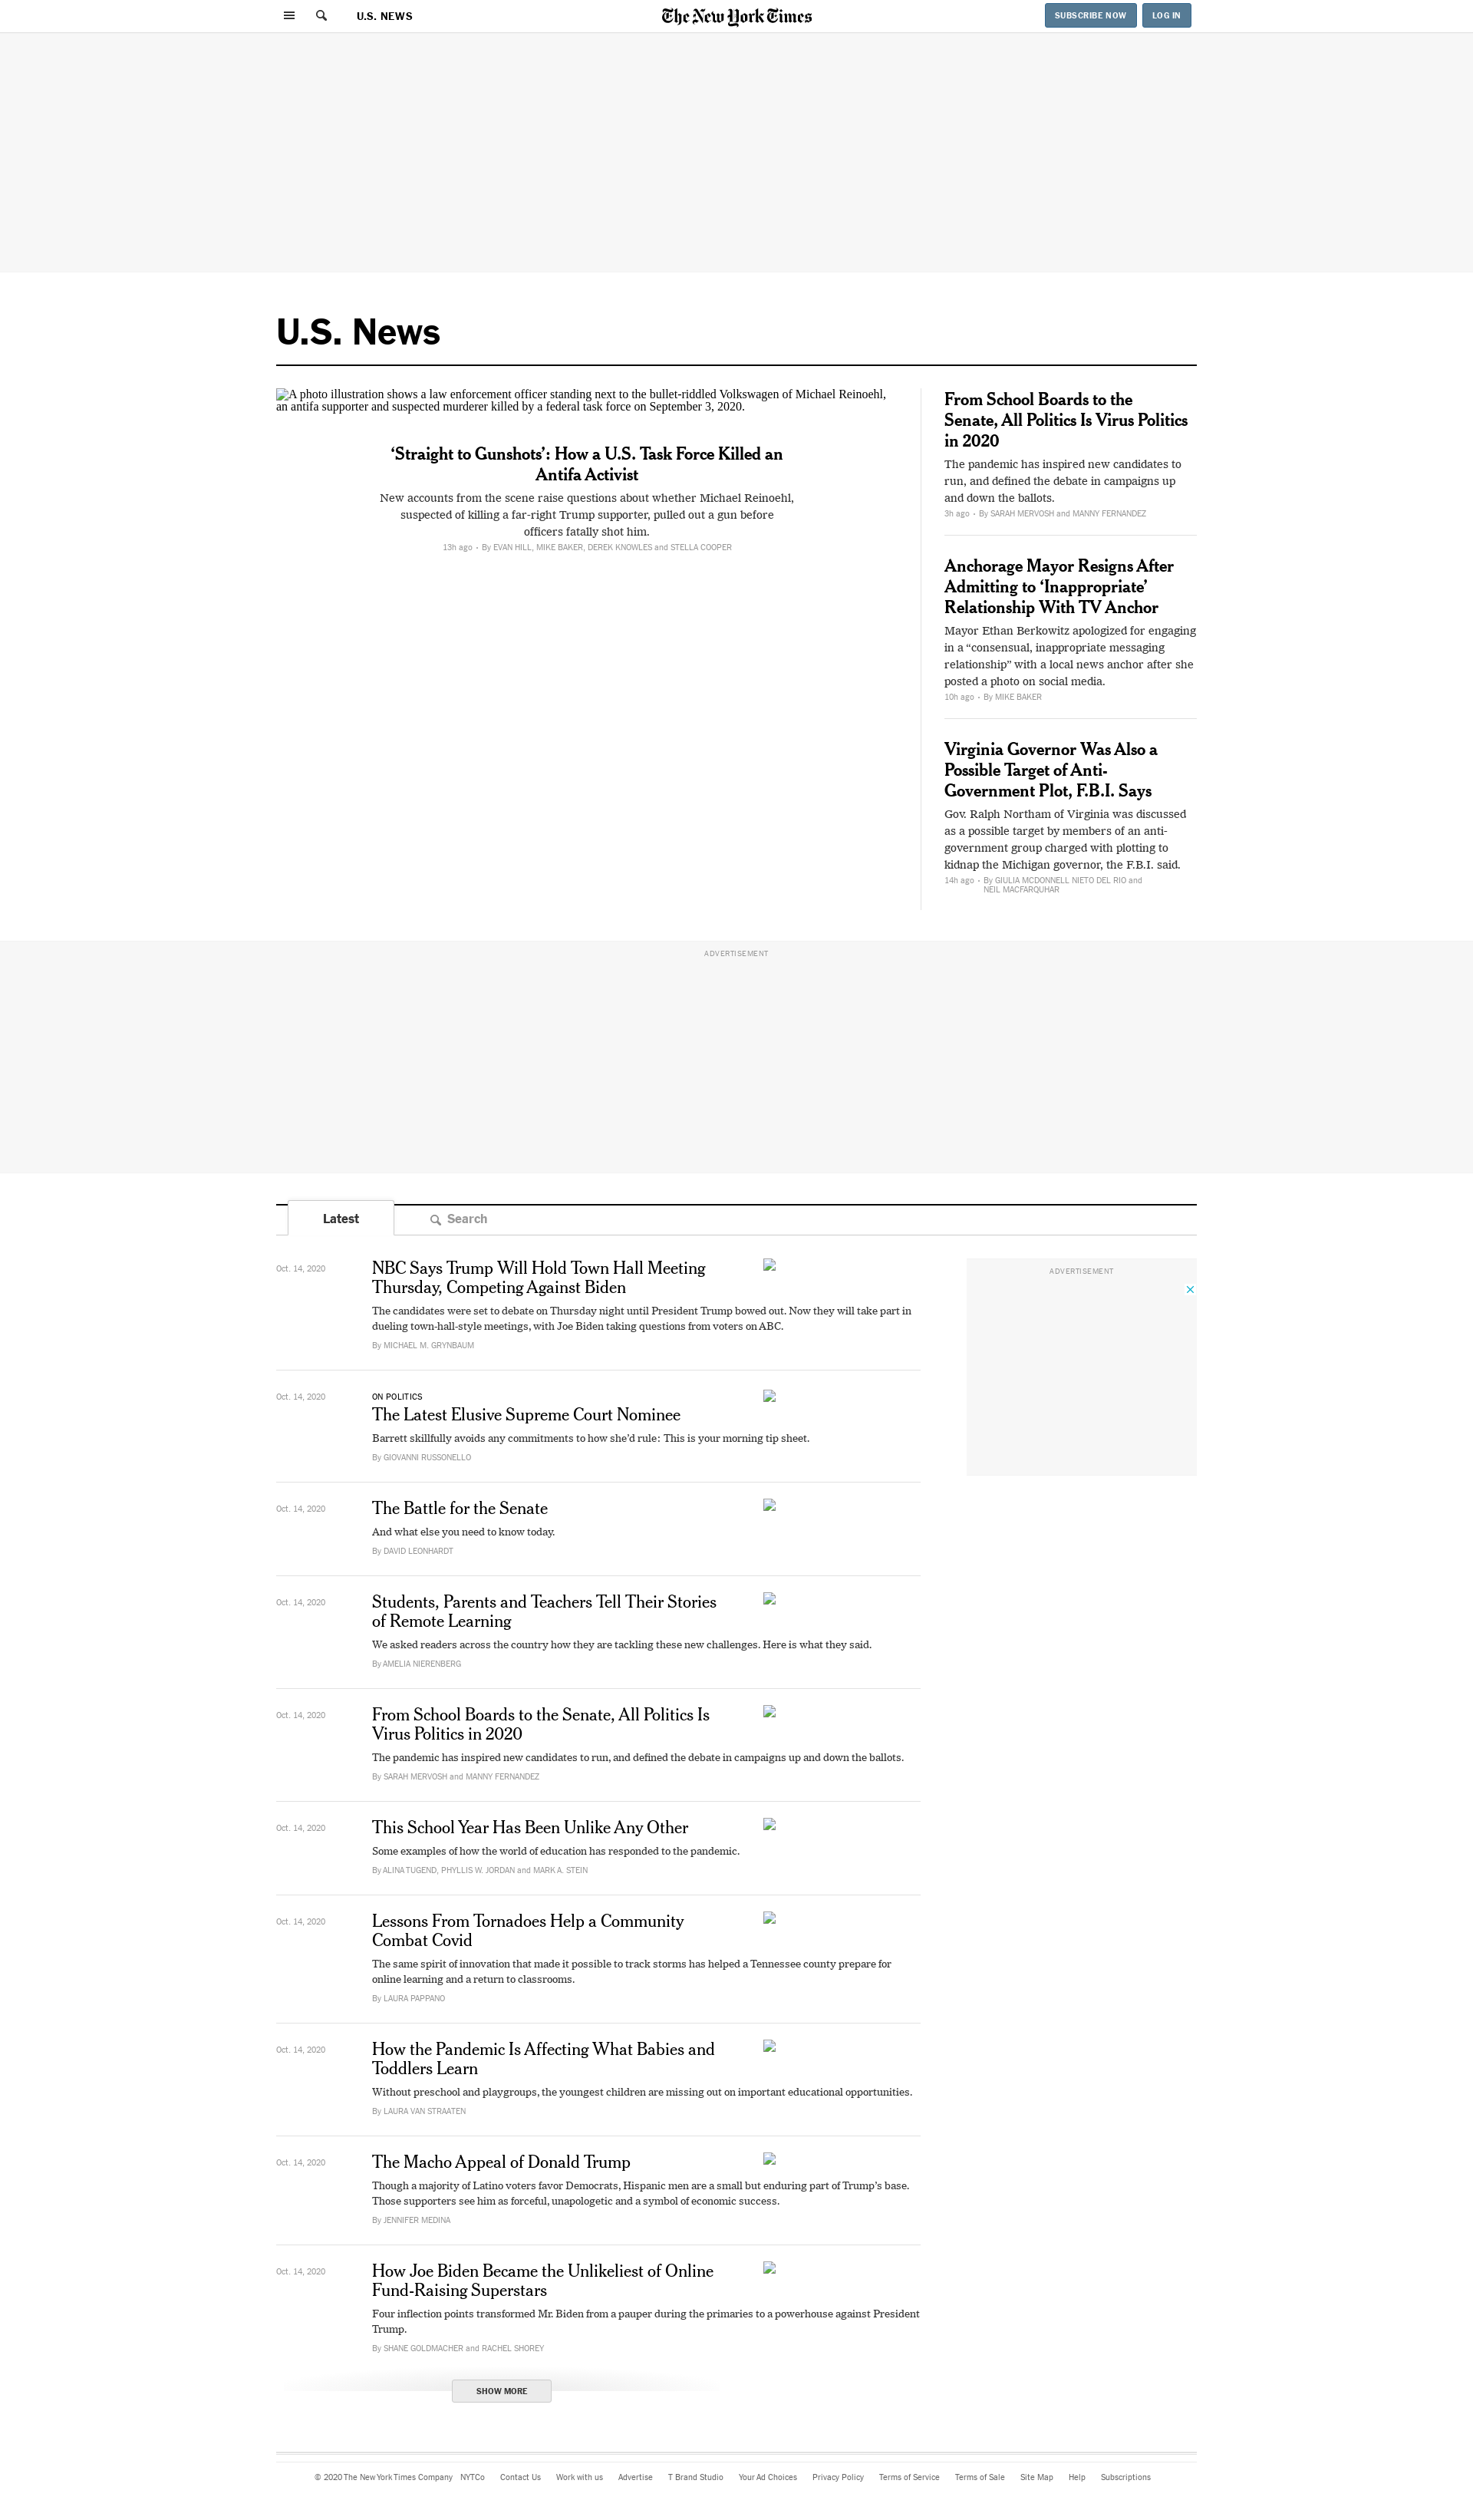 U.S. NEWS
The New York Times
SUBSCRIBE NOW
LOG IN
U.S. News
A photo illustration shows a law enforcement officer standing next to the bullet-riddled Volkswagen of Michael Reinoehl,
an antifa supporter and suspected murderer killed by a federal task force on September 3, 2020.
‘Straight to Gunshots’: How a U.S. Task Force Killed an
Antifa Activist
New accounts from the scene raise questions about whether Michael Reinoehl,
suspected of killing a far-right Trump supporter, pulled out a gun before
officers fatally shot him.
13h ago • By EVAN HILL, MIKE BAKER, DEREK KNOWLES and STELLA COOPER
From School Boards to the
Senate, All Politics Is Virus Politics
in 2020
The pandemic has inspired new candidates to
run, and defined the debate in campaigns up
and down the ballots.
3h ago • By SARAH MERVOSH and MANNY FERNANDEZ
Anchorage Mayor Resigns After
Admitting to ‘Inappropriate’
Relationship With TV Anchor
Mayor Ethan Berkowitz apologized for engaging
in a “consensual, inappropriate messaging
relationship” with a local news anchor after she
posted a photo on social media.
10h ago • By MIKE BAKER
Virginia Governor Was Also a
Possible Target of Anti-
Government Plot, F.B.I. Says
Gov. Ralph Northam of Virginia was discussed
as a possible target by members of an anti-
government group charged with plotting to
kidnap the Michigan governor, the F.B.I. said.
14h ago • By GIULIA MCDONNELL NIETO DEL RIO and
NEIL MACFARQUHAR
ADVERTISEMENT
Latest
Search
Oct. 14, 2020
NBC Says Trump Will Hold Town Hall Meeting
Thursday, Competing Against Biden
The candidates were set to debate on Thursday night until President Trump bowed out. Now they will take part in
dueling town-hall-style meetings, with Joe Biden taking questions from voters on ABC.
By MICHAEL M. GRYNBAUM
ADVERTISEMENT
Oct. 14, 2020
ON POLITICS
The Latest Elusive Supreme Court Nominee
Barrett skillfully avoids any commitments to how she’d rule: This is your morning tip sheet.
By GIOVANNI RUSSONELLO
Oct. 14, 2020
The Battle for the Senate
And what else you need to know today.
By DAVID LEONHARDT
Oct. 14, 2020
Students, Parents and Teachers Tell Their Stories
of Remote Learning
We asked readers across the country how they are tackling these new challenges. Here is what they said.
By AMELIA NIERENBERG
Oct. 14, 2020
From School Boards to the Senate, All Politics Is
Virus Politics in 2020
The pandemic has inspired new candidates to run, and defined the debate in campaigns up and down the ballots.
By SARAH MERVOSH and MANNY FERNANDEZ
Oct. 14, 2020
This School Year Has Been Unlike Any Other
Some examples of how the world of education has responded to the pandemic.
By ALINA TUGEND, PHYLLIS W. JORDAN and MARK A. STEIN
Oct. 14, 2020
Lessons From Tornadoes Help a Community
Combat Covid
The same spirit of innovation that made it possible to track storms has helped a Tennessee county prepare for
online learning and a return to classrooms.
By LAURA PAPPANO
Oct. 14, 2020
How the Pandemic Is Affecting What Babies and
Toddlers Learn
Without preschool and playgroups, the youngest children are missing out on important educational opportunities.
By LAURA VAN STRAATEN
Oct. 14, 2020
The Macho Appeal of Donald Trump
Though a majority of Latino voters favor Democrats, Hispanic men are a small but enduring part of Trump’s base.
Those supporters see him as forceful, unapologetic and a symbol of economic success.
By JENNIFER MEDINA
Oct. 14, 2020
How Joe Biden Became the Unlikeliest of Online
Fund-Raising Superstars
Four inflection points transformed Mr. Biden from a pauper during the primaries to a powerhouse against President
Trump.
By SHANE GOLDMACHER and RACHEL SHOREY
SHOW MORE
© 2020 The New York Times Company NYTCo Contact Us Work with us Advertise T Brand Studio Your Ad Choices Privacy Policy Terms of Service Terms of Sale Site Map Help Subscriptions